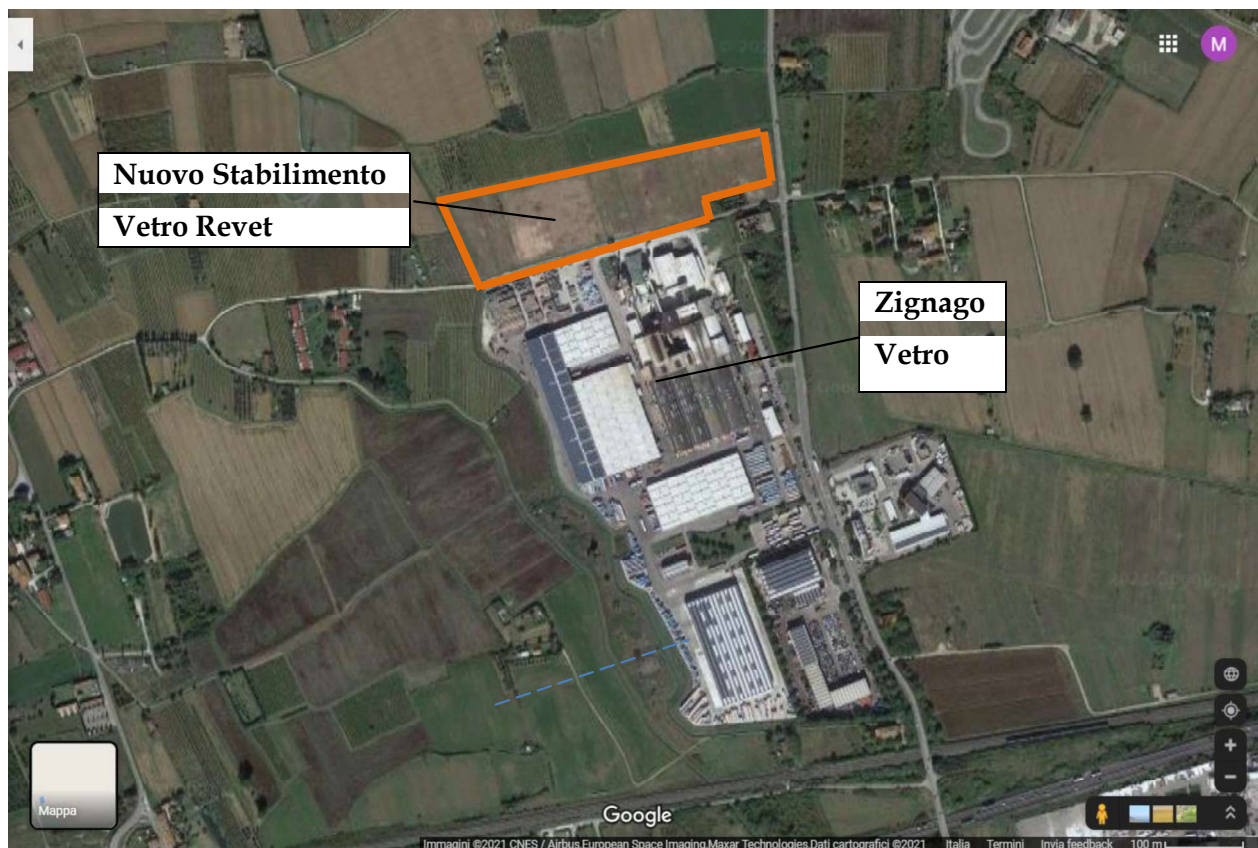 M
Nuovo Stabilimento
Vetro Revet
Zignago
Vetro
Mappa
Google
Immagini ©2021 CNES / Airbus,European Space Imaging,Maxar Technologies,Dati cartografici ©2021 Italia Termini Invia feedback 100 m